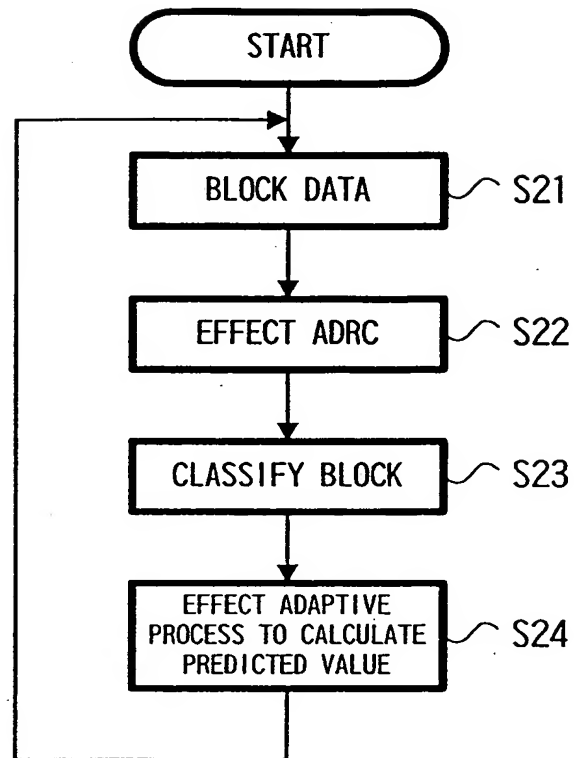 START
BLOCK DATA
S21
EFFECT ADRC
S22
CLASSIFY BLOCK
S23
EFFECT ADAPTIVE
PROCESS TO CALCULATE
PREDICTED VALUE
S24